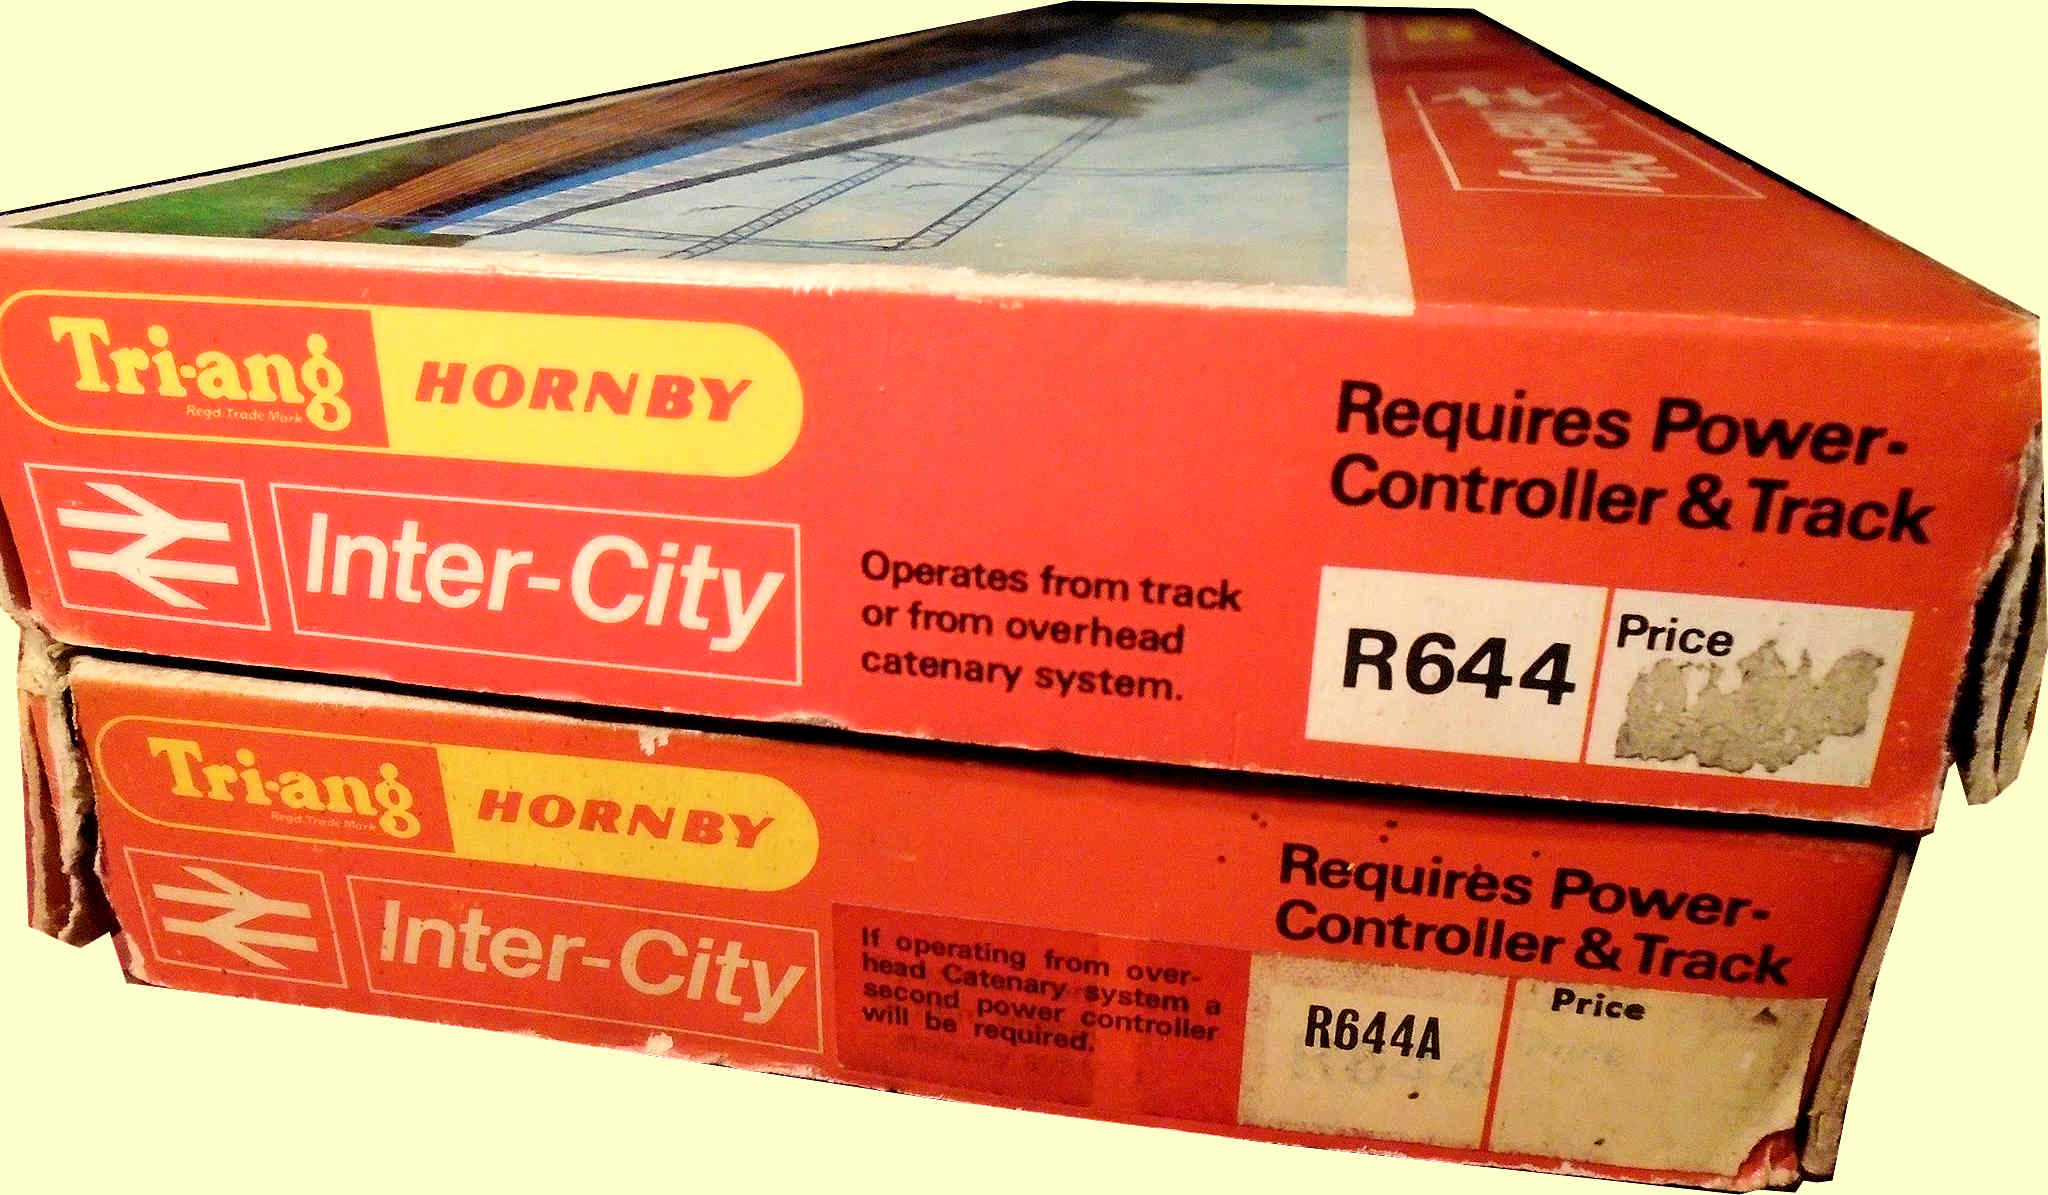 Inter-City
Tri-ang HORNBY
Regd. Trade Mark
Inter-City
Operates from track
or from overhead
catenary system.
Requires Power-
Controller & Track
R644
Price
Tri-ang HORNBY
Regd. Trade Mark
Inter-City
If operating from over-
head Catenary system a
second power controller
will be required.
Requires Power-
Controller & Track
R644A
Price